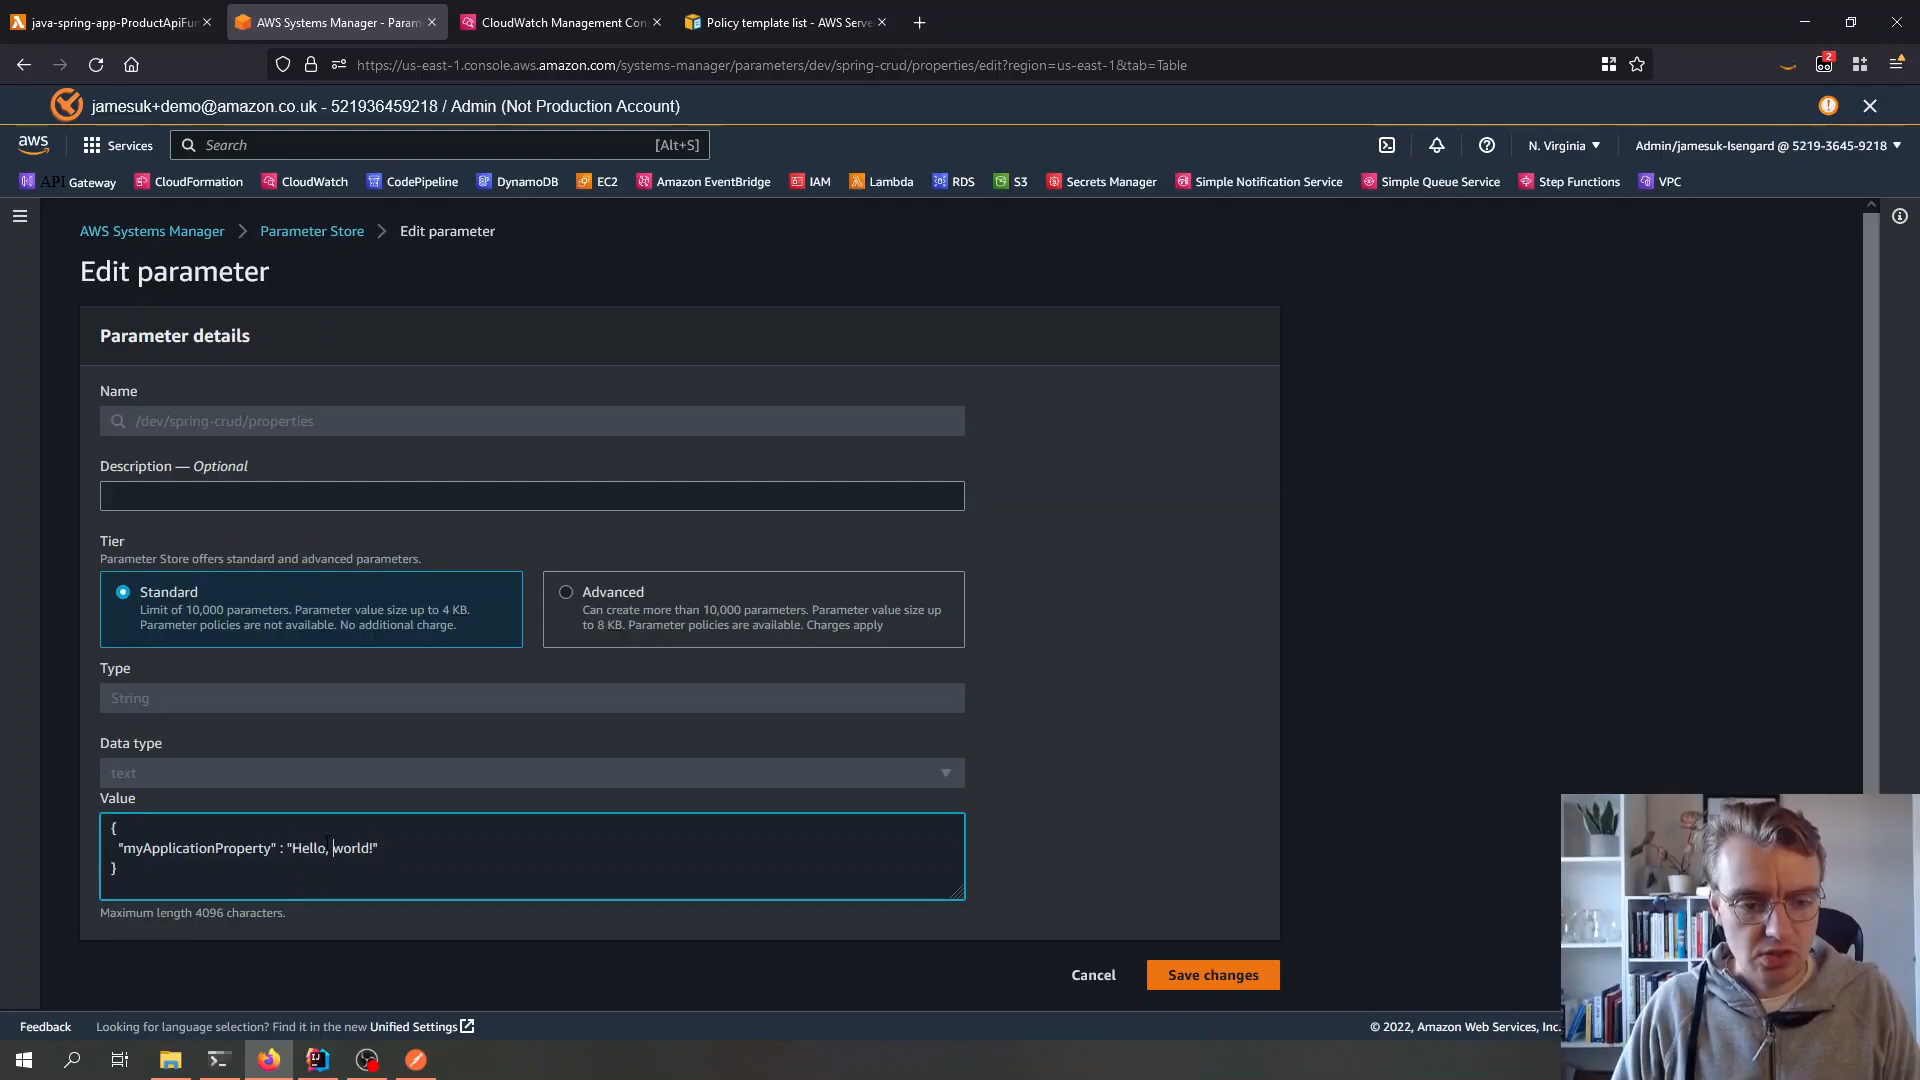 java-spring-app-ProductApiFun
AWS Systems Manager - Param
CloudWatch Management Con
Policy template list - AWS Serve
https://us-east-1.console.aws.amazon.com/systems-manager/parameters/dev/spring-crud/properties/edit?region=us-east-1&tab=Table
2
jamesuk+demo@amazon.co.uk - 521936459218 / Admin (Not Production Account)
aws
Services
Search
[Alt+S]
N. Virginia
Admin/jamesuk-Isengard @ 5219-3645-9218
API Gateway
CloudFormation
CloudWatch
CodePipeline
DynamoDB
EC2
Amazon EventBridge
IAM
Lambda
RDS
S3
Secrets Manager
Simple Notification Service
Simple Queue Service
Step Functions
VPC
AWS Systems Manager
Parameter Store
Edit parameter
Edit parameter
Parameter details
Name
/dev/spring-crud/properties
Description — Optional
Tier
Parameter Store offers standard and advanced parameters.
Standard
Limit of 10,000 parameters. Parameter value size up to 4 KB.
Parameter policies are not available. No additional charge.
Advanced
Can create more than 10,000 parameters. Parameter value size up
to 8 KB. Parameter policies are available. Charges apply
Type
String
Data type
text
Value
{
"myApplicationProperty" : "Hello, world!"
}
Maximum length 4096 characters.
Cancel
Save changes
Feedback
Looking for language selection? Find it in the new Unified Settings
© 2022, Amazon Web Services, Inc.